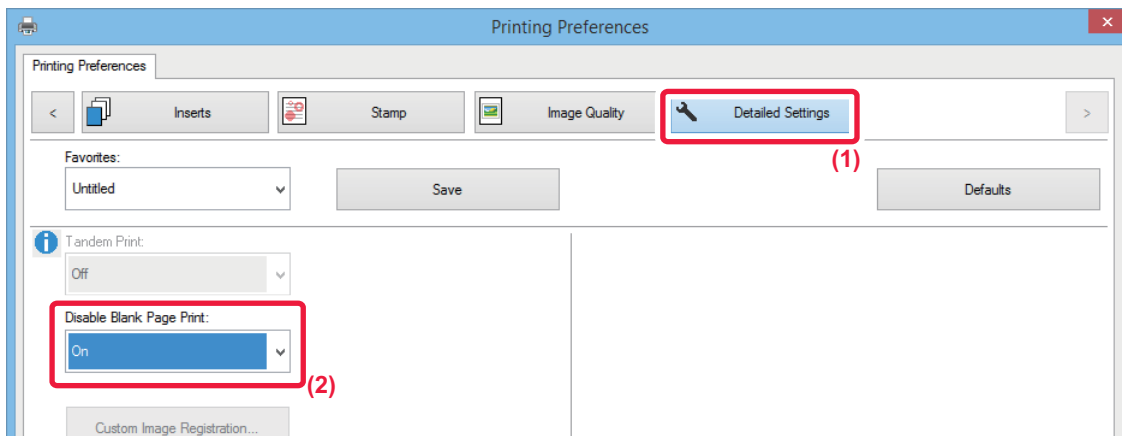 Printing Preferences
Printing Preferences
< Inserts Stamp Image Quality Detailed Settings >
(1)
Favorites:
Untitled Save Defaults
Tandem Print:
Off
Disable Blank Page Print:
On
(2)
Custom Image Registration...